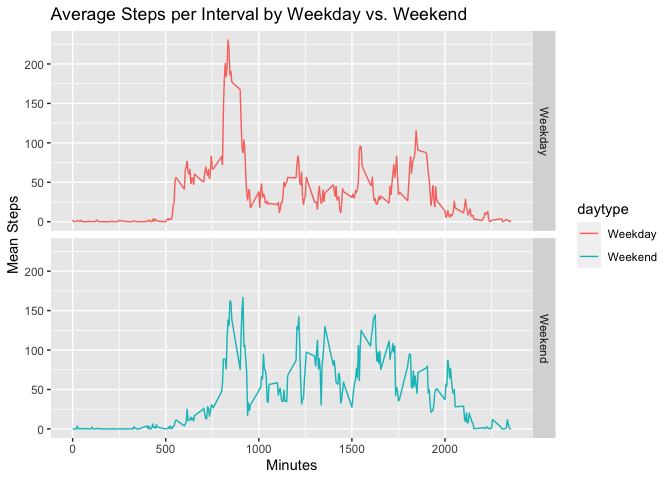 Average Steps per Interval by Weekday vs. Weekend
Mean Steps
200
150
100
50
0
Weekday
200
150
100
50
0
Weekend
0
500
1000
1500
2000
Minutes
daytype
Weekday
Weekend